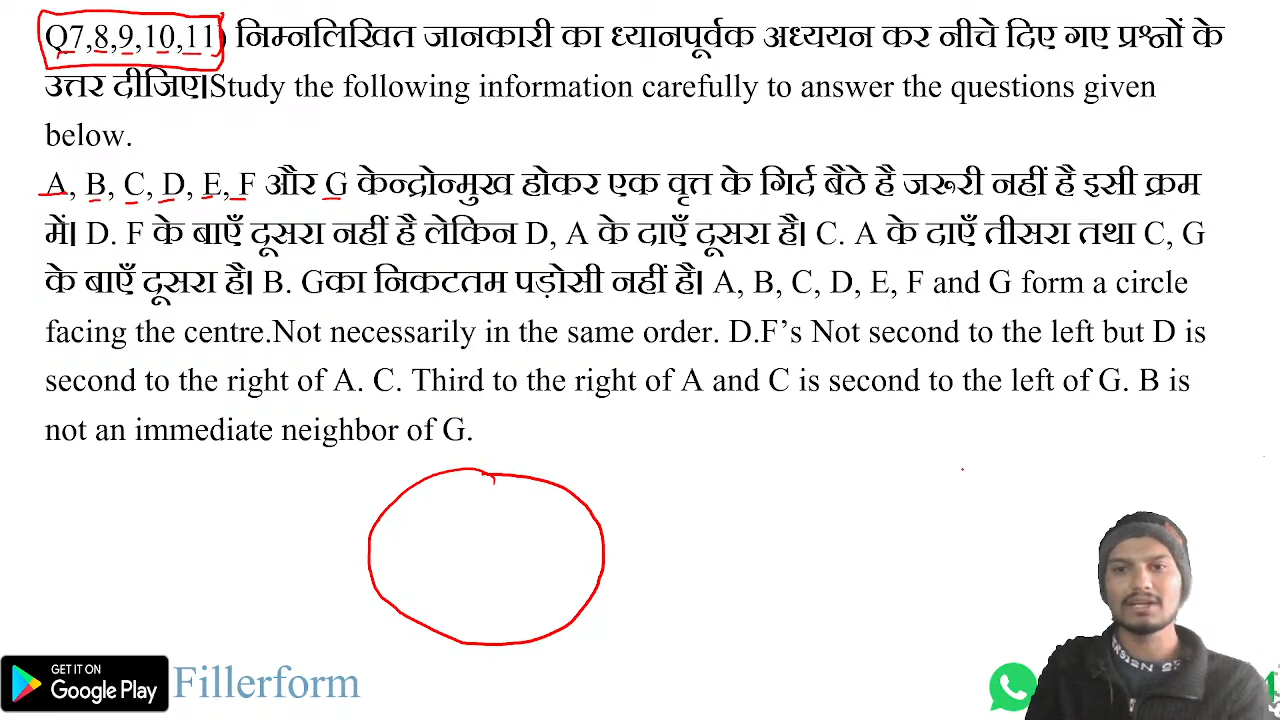 Q7,8,9,10,11) निम्नलिखित जानकारी का ध्यानपूर्वक अध्ययन कर नीचे दिए गए प्रश्नों के
उत्तर दीजिए।Study the following information carefully to answer the questions given
below.
A, B, C, D, E, F और G केन्द्रोन्मुख होकर एक वृत्त के गिर्द बैठे है जरूरी नहीं है इसी क्रम
में। D. F के बाएँ दूसरा नहीं है लेकिन D, A के दाएँ दूसरा है। C. A के दाएँ तीसरा तथा C, G
के बाएँ दूसरा है। B. Gका निकटतम पड़ोसी नहीं है। A, B, C, D, E, F and G form a circle
facing the centre.Not necessarily in the same order. D.F’s Not second to the left but D is
second to the right of A. C. Third to the right of A and C is second to the left of G. B is
not an immediate neighbor of G.
GET IT ON
Google Play
Fillerform